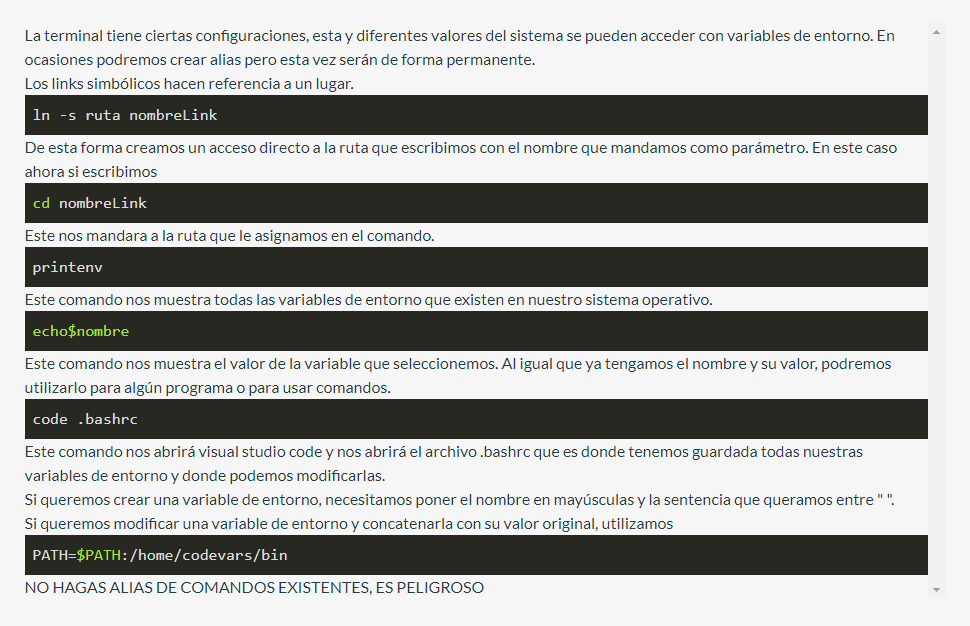 La terminal tiene ciertas configuraciones, esta y diferentes valores del sistema se pueden acceder con variables de entorno. En
ocasiones podremos crear alias pero esta vez serán de forma permanente.
Los links simbólicos hacen referencia a un lugar.
ln -s ruta nombreLink
De esta forma creamos un acceso directo a la ruta que escribimos con el nombre que mandamos como parámetro. En este caso
ahora si escribimos
cd nombreLink
Este nos mandara a la ruta que le asignamos en el comando.
printenv
Este comando nos muestra todas las variables de entorno que existen en nuestro sistema operativo.
echo$nombre
Este comando nos muestra el valor de la variable que seleccionemos. Al igual que ya tengamos el nombre y su valor, podremos
utilizarlo para algún programa o para usar comandos.
code .bashrc
Este comando nos abrirá visual studio code y nos abrirá el archivo .bashrc que es donde tenemos guardada todas nuestras
variables de entorno y donde podemos modificarlas.
Si queremos crear una variable de entorno, necesitamos poner el nombre en mayúsculas y la sentencia que queramos entre " ".
Si queremos modificar una variable de entorno y concatenarla con su valor original, utilizamos
PATH=$PATH:/home/codevars/bin
NO HAGAS ALIAS DE COMANDOS EXISTENTES, ES PELIGROSO